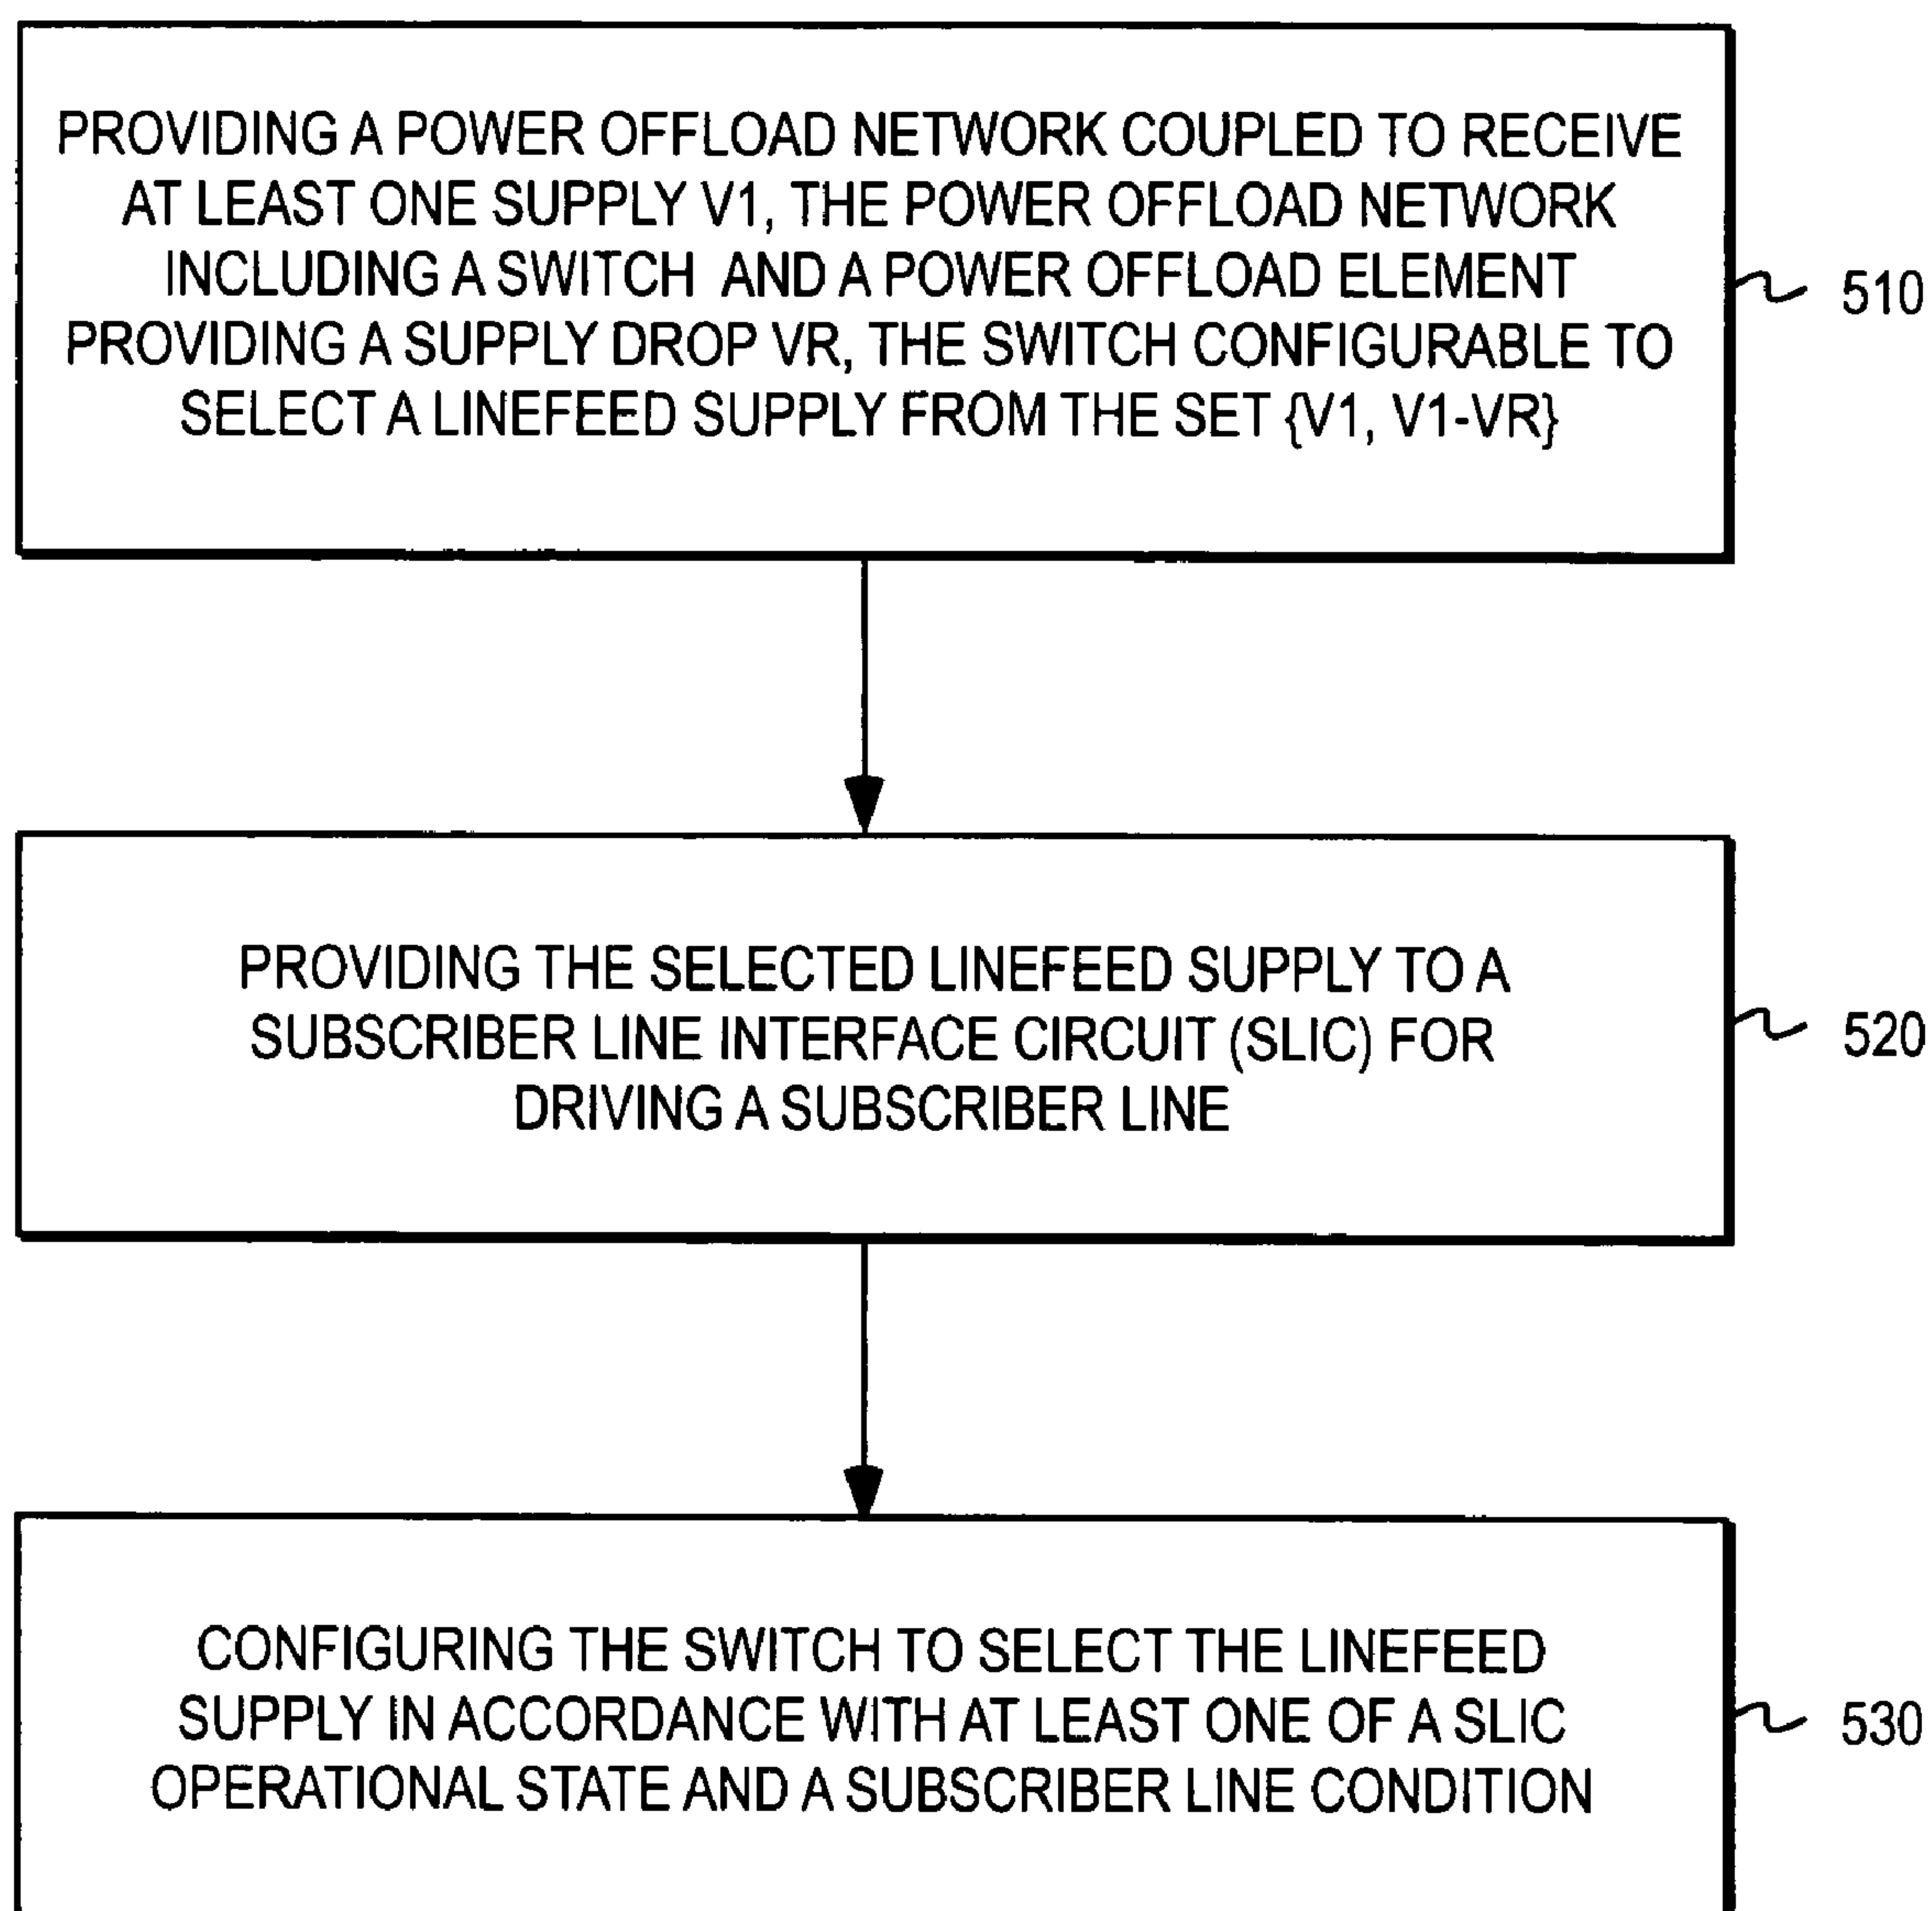 PROVIDING A POWER OFFLOAD NETWORK COUPLED TO RECEIVE
AT LEAST ONE SUPPLY V1, THE POWER OFFLOAD NETWORK
INCLUDING A SWITCH AND A POWER OFFLOAD ELEMENT
PROVIDING A SUPPLY DROP VR, THE SWITCH CONFIGURABLE TO
SELECT A LINEFEED SUPPLY FROM THE SET {V1, V1-VR}
510
PROVIDING THE SELECTED LINEFEED SUPPLY TO A
SUBSCRIBER LINE INTERFACE CIRCUIT (SLIC) FOR
DRIVING A SUBSCRIBER LINE
520
CONFIGURING THE SWITCH TO SELECT THE LINEFEED
SUPPLY IN ACCORDANCE WITH AT LEAST ONE OF A SLIC
OPERATIONAL STATE AND A SUBSCRIBER LINE CONDITION
530